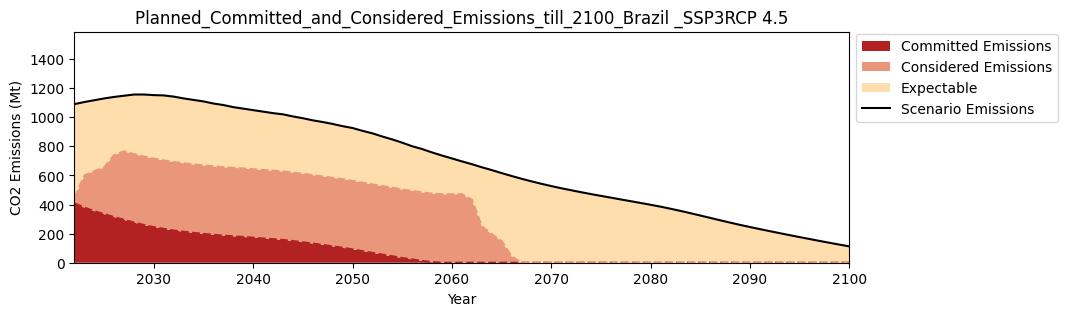 Planned_Committed_and_Considered_Emissions_till_2100_Brazil _SSP3RCP 4.5
CO2 Emissions (Mt)
1400
1200
1000
800
600
400
200
0
2030 2040 2050 2060 2070 2080 2090 2100
Year
Committed Emissions
Considered Emissions
Expectable
Scenario Emissions